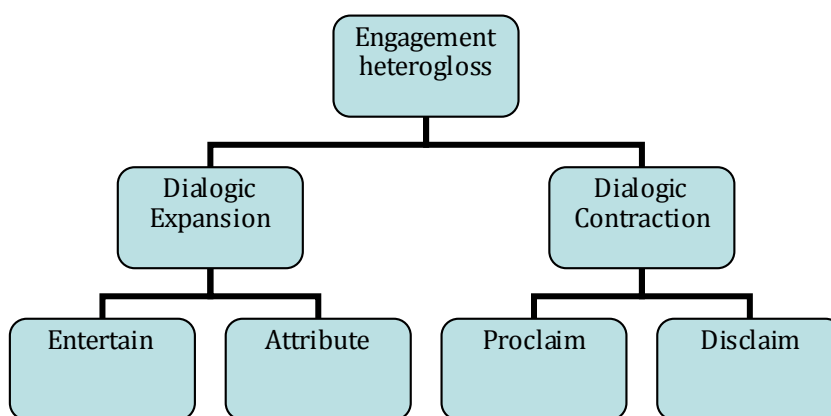 Engagement
heterogloss
Dialogic
Expansion
Dialogic
Contraction
Entertain
Attribute
Proclaim
Disclaim